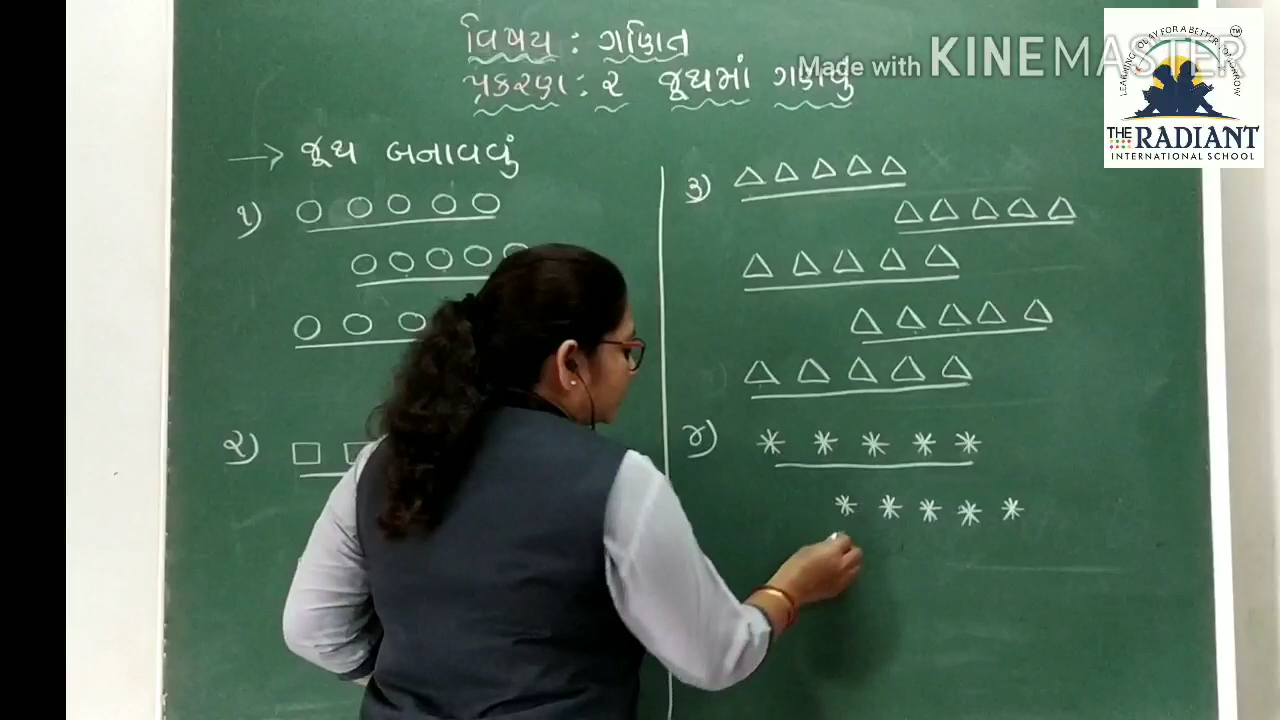 વિષય : ગણિત
પ્રકરણ : ૨ જૂથમાં ગણવું
→ જૂથ બનાવવું
૧)
૨)
૩)
૪)
Made with KINEMASTER
THE RADIANT
INTERNATIONAL SCHOOL
TM